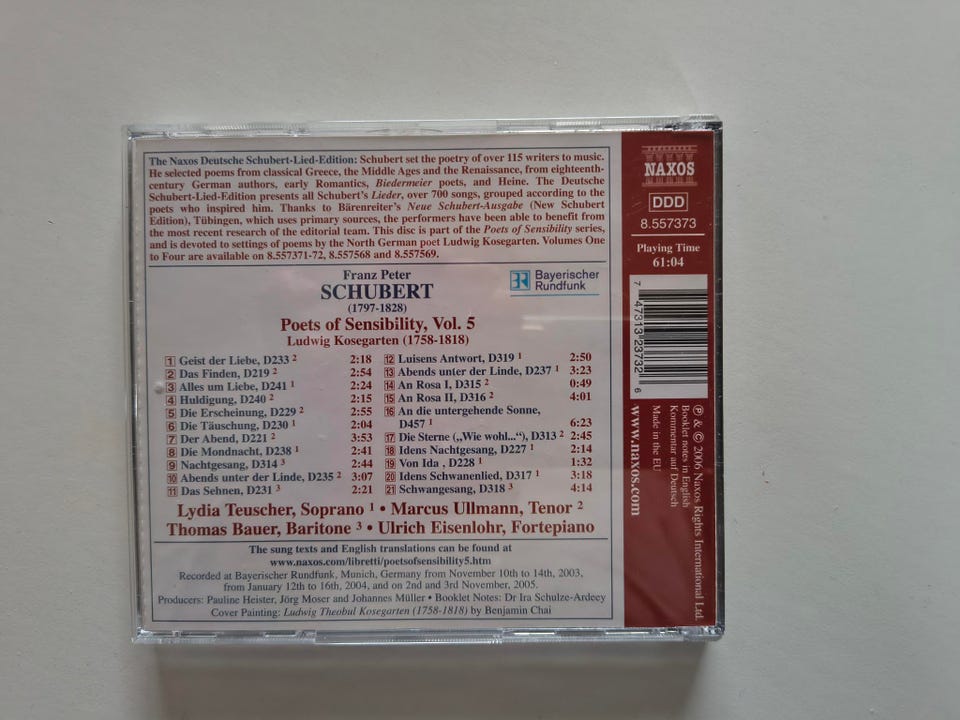 The Naxos Deutsche Schubert-Lied-Edition: Schubert set the poetry of over 115 writers to music.
He selected poems from classical Greece, the Middle Ages and the Renaissance, from eighteenth-
century German authors, early Romantics, Biedermeier poets, and Heine. The Deutsche
Schubert-Lied-Edition presents all Schubert's Lieder, over 700 songs, grouped according to the
poets who inspired him. Thanks to Bärenreiter's Neue Schubert-Ausgabe (New Schubert
Edition), Tübingen, which uses primary sources, the performers have been able to benefit from
the most recent research of the editorial team. This disc is part of the Poets of Sensibility series,
and is devoted to settings of poems by the North German poet Ludwig Kosegarten. Volumes One
to Four are available on 8.557371-72, 8.557568 and 8.557569.
Franz Peter
SCHUBERT
(1797-1828)
BR Bayerischer
Rundfunk
Poets of Sensibility, Vol. 5
Ludwig Kosegarten (1758-1818)
1 Geist der Liebe, D233 ² 2:18
2 Das Finden, D219 ² 2:54
3 Alles um Liebe, D241 ¹ 2:24
4 Huldigung, D240 ² 2:15
5 Die Erscheinung, D229 ² 2:55
6 Die Täuschung, D230 ¹ 2:04
7 Der Abend, D221 ² 3:53
8 Die Mondnacht, D238 ¹ 2:41
9 Nachtgesang, D314 ³ 2:44
10 Abends unter der Linde, D235 ² 3:07
11 Das Sehnen, D231 ³ 2:21
12 Luisens Antwort, D319 ¹ 2:50
13 Abends unter der Linde, D237 ¹ 3:23
14 An Rosa I, D315 ² 0:49
15 An Rosa II, D316 ² 4:01
16 An die untergehende Sonne,
D457 ¹ 6:23
17 Die Sterne („Wie wohl...“), D313 ² 2:45
18 Idens Nachtgesang, D227 ¹ 2:14
19 Von Ida , D228 ¹ 1:32
20 Idens Schwanenlied, D317 ¹ 3:18
21 Schwangesang, D318 ³ 4:14
Lydia Teuscher, Soprano ¹ • Marcus Ullmann, Tenor ²
Thomas Bauer, Baritone ³ • Ulrich Eisenlohr, Fortepiano
The sung texts and English translations can be found at
www.naxos.com/libretti/poetsofsensibility5.htm
Recorded at Bayerischer Rundfunk, Munich, Germany from November 10th to 14th, 2003,
from January 12th to 16th, 2004, and on 2nd and 3rd November, 2005.
Producers: Pauline Heister, Jörg Moser and Johannes Müller • Booklet Notes: Dr Ira Schulze-Ardeey
Cover Painting: Ludwig Theobul Kosegarten (1758-1818) by Benjamin Chai
NAXOS
DDD
8.557373
Playing Time
61:04
7 47313 23732 6
℗ & © 2006 Naxos Rights International Ltd.
Booklet notes in English
Kommentar auf Deutsch
Made in the EU
www.naxos.com